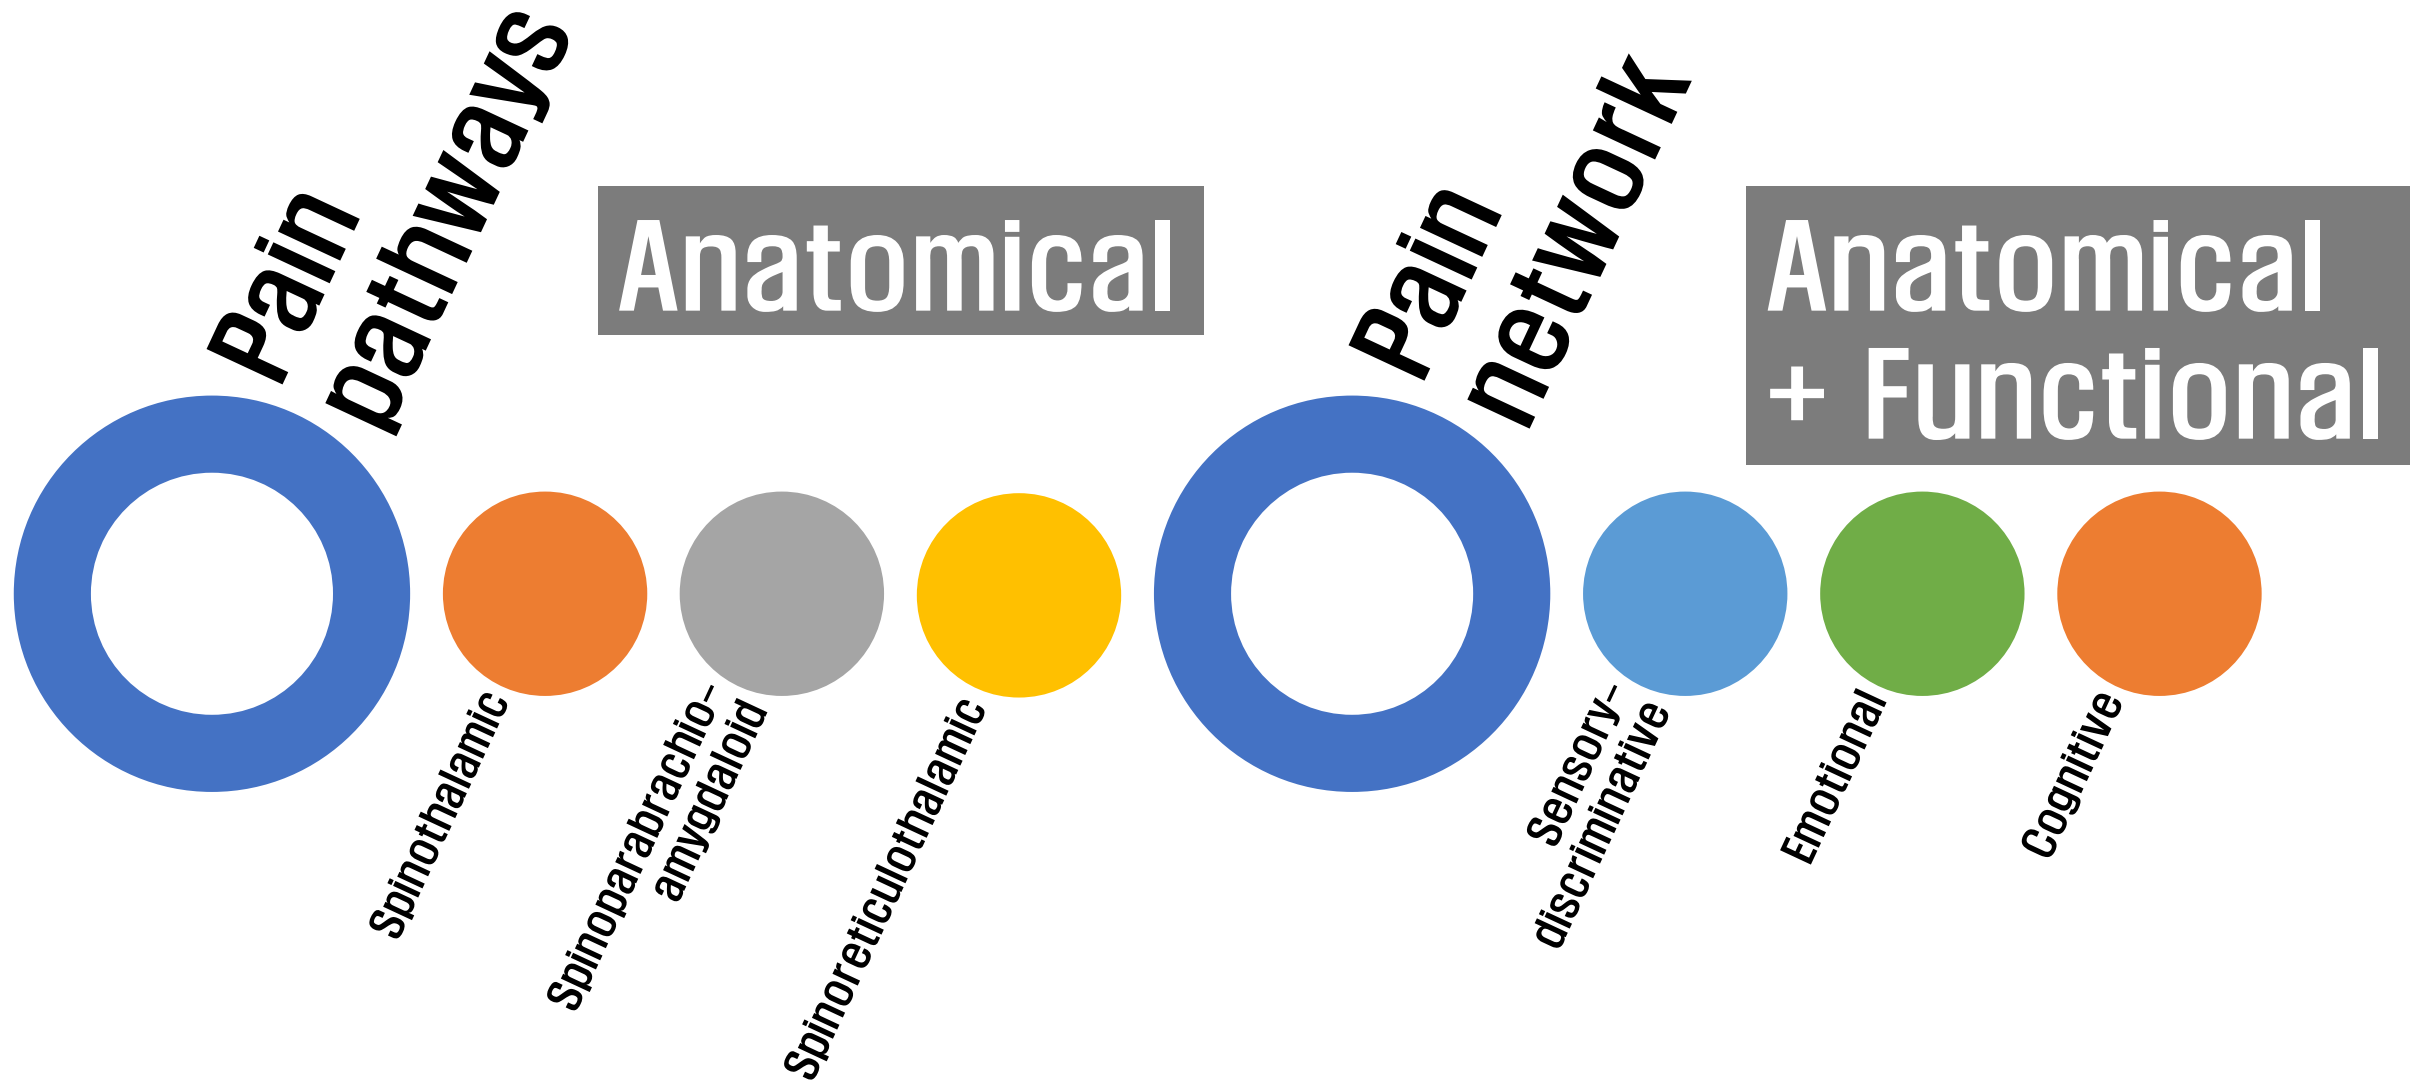 Pain
pathways
Anatomical
Pain
network
Anatomical
+ Functional
Spinothalamic
Spinoparabrachio–
amygdaloid
Spinoreticulothalamic
Sensory–
discriminative
Emotional
Cognitive